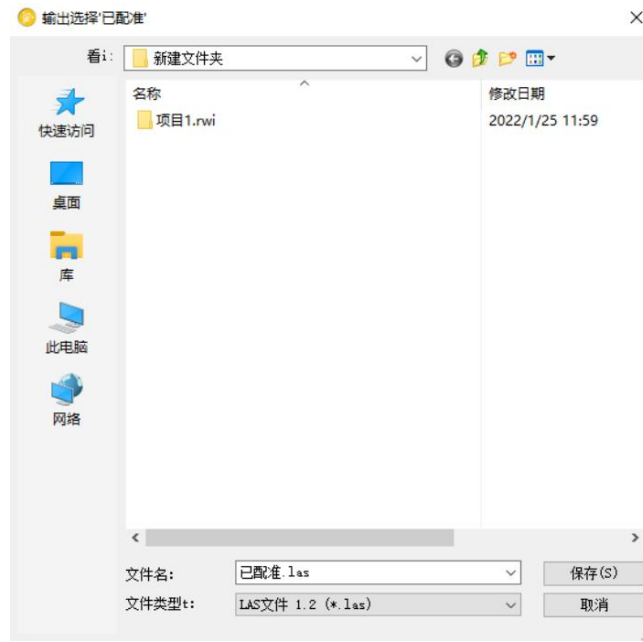 输出选择'已配准'
看i:
新建文件夹
名称
修改日期
项目1.rwi
2022/1/25 11:59
快速访问
桌面
库
此电脑
网络
文件名:
已配准.las
保存(S)
文件类型t:
LAS文件 1.2 (*.las)
取消